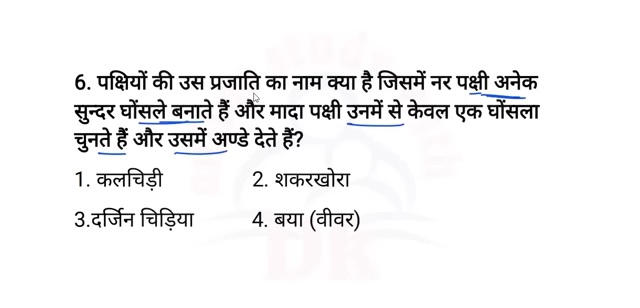 6. पक्षियों की उस प्रजाति का नाम क्या है जिसमें नर पक्षी अनेक
सुन्दर घोंसले बनाते हैं और मादा पक्षी उनमें से केवल एक घोंसला
चुनते हैं और उसमें अण्डे देते हैं?
1. कलचिड़ी 2. शकरखोरा
3.दर्जिन चिड़िया 4. बया (वीवर)